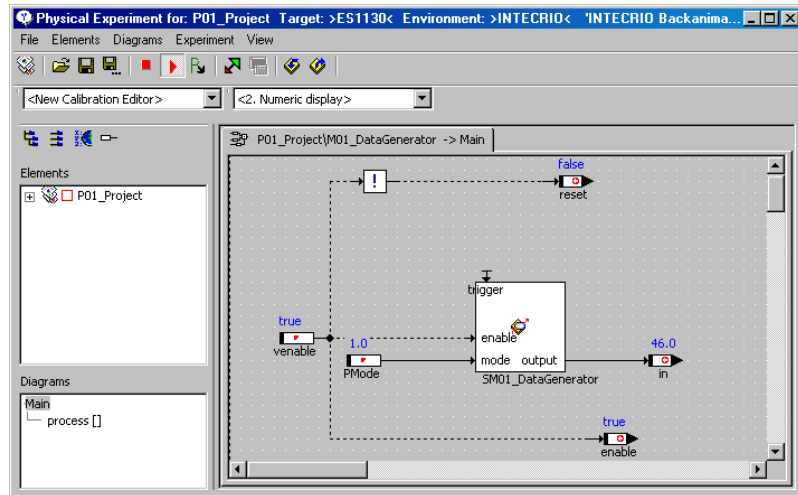 Physical Experiment for: P01_Project Target: >ES1130< Environment: >INTECRIO< 'INTECRIO Backanima...
File Elements Diagrams Experiment View
<New Calibration Editor> <2. Numeric display>
P01_Project\M01_DataGenerator -> Main
Elements
P01_Project
false
!
reset
trigger
true
venable
enable
1.0
PMode
mode output
46.0
in
SM01_DataGenerator
Diagrams
Main
process []
true
enable